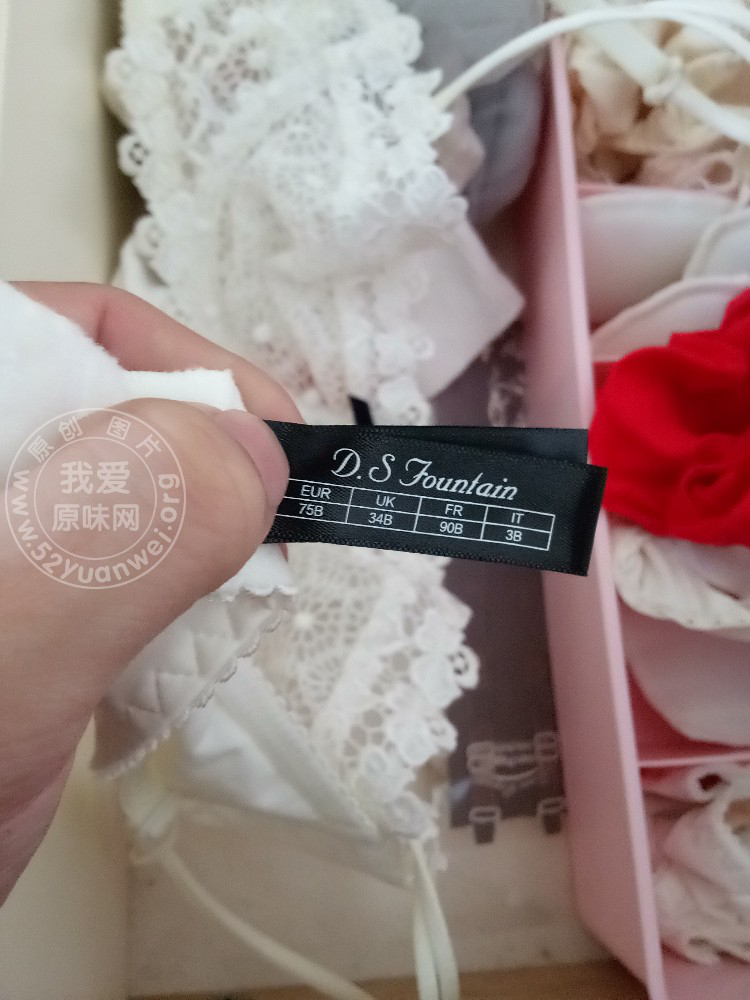 D.S Fountain
EUR UK FR IT
75B 34B 90B 3B
原创图片
我爱
原味网
www.52yuanwei.org